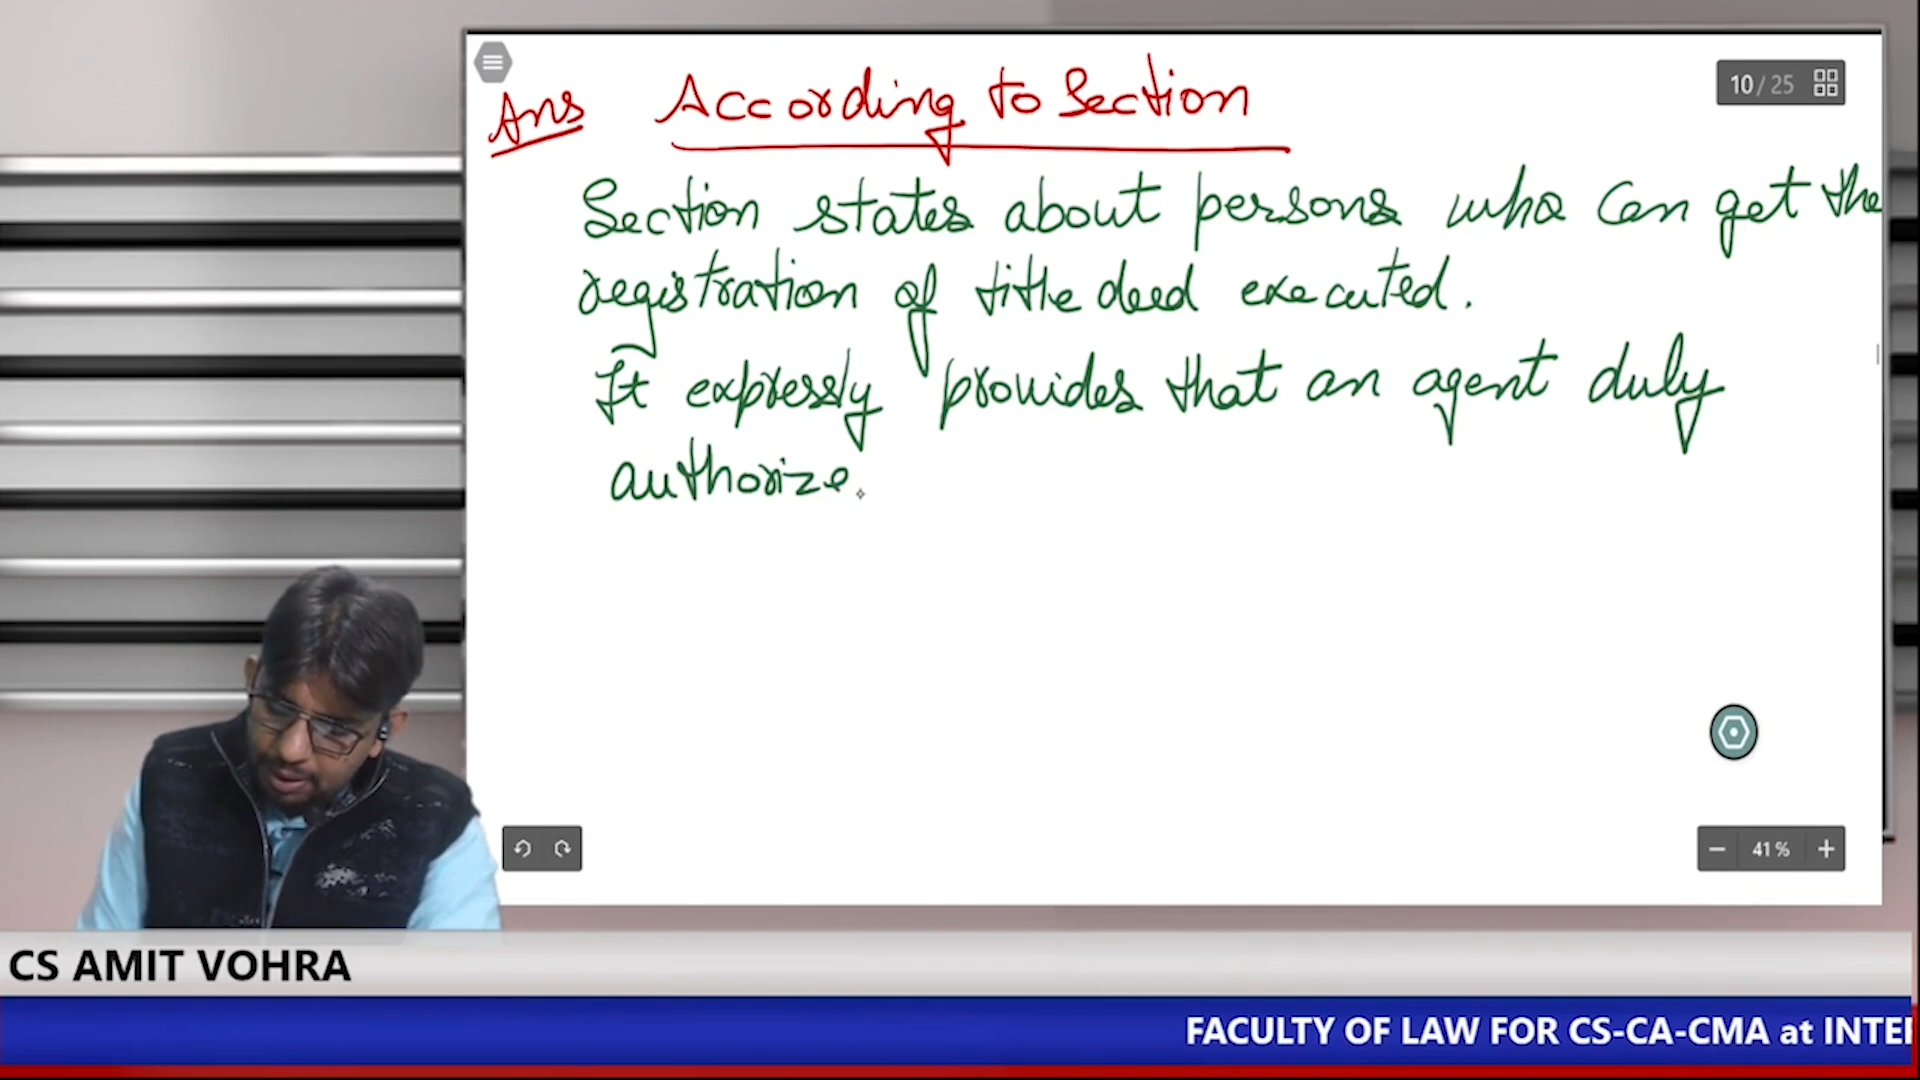 Ans According to Section
10 / 25
Section states about persons who can get the
registration of title deed executed.
It expressly provides that an agent duly
authorize.
41 %
CS AMIT VOHRA
FACULTY OF LAW FOR CS-CA-CMA at INTE